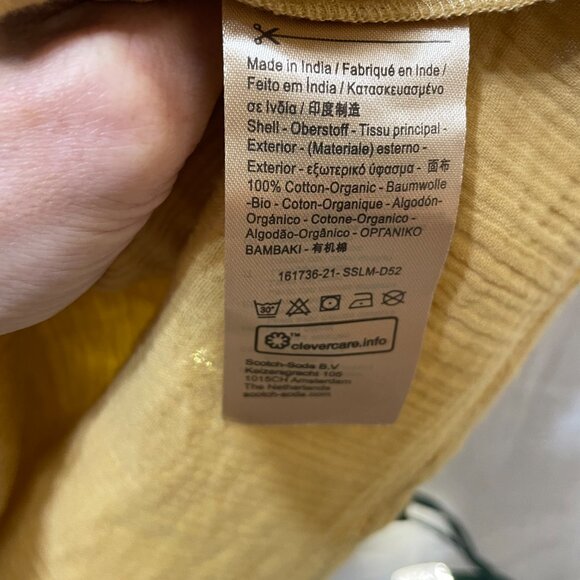 Made in India / Fabriqué en Inde /
Feito em Índia / Κατασκευασμένο
σε Ινδία / 印度制造
Shell - Oberstoff - Tissu principal -
Exterior - (Materiale) esterno -
Exterior - εξωτερικό ύφασμα - 面布
100% Cotton-Organic - Baumwolle
-Bio - Coton-Organique - Algodón-
Orgánico - Cotone-Organico -
Algodão-Orgânico - ΟΡΓΑΝΙΚΟ
ΒΑΜΒΑΚΙ - 有机棉
161736-21- SSLM-D52
30°
™
clevercare.info
Scotch-Soda B.V
Keizersgracht 105
1015CH Amsterdam
The Netherlands
scotch-soda.com